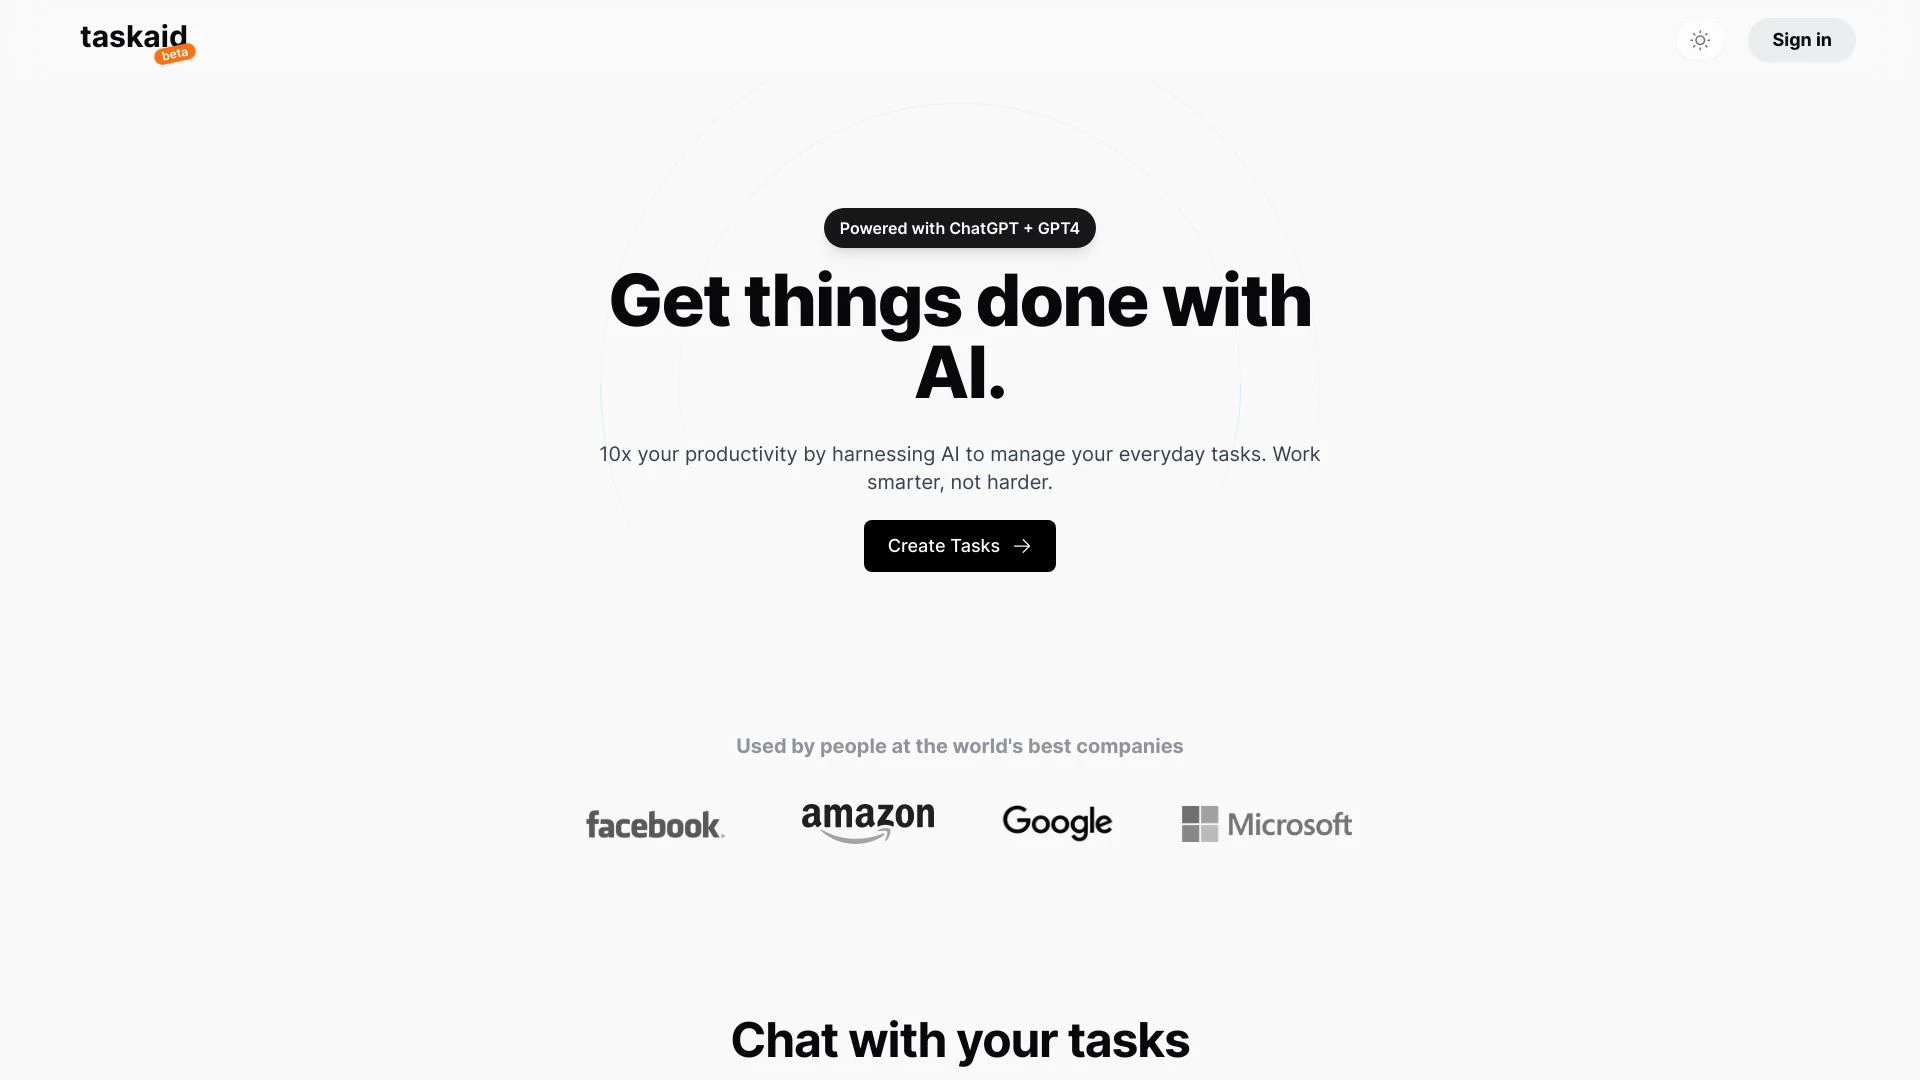 taskaid
beta
Sign in
Powered with ChatGPT + GPT4
Get things done with
AI.
10x your productivity by harnessing AI to manage your everyday tasks. Work
smarter, not harder.
Create Tasks
Used by people at the world's best companies
facebook.
amazon
Google
Microsoft
Chat with your tasks